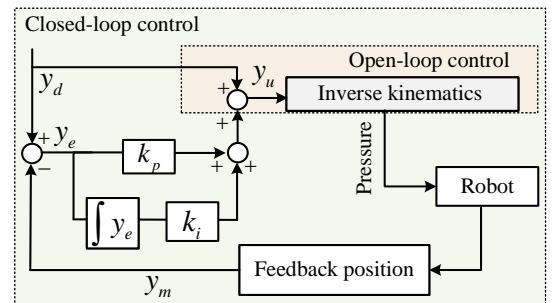 Closed-loop control
Open-loop control
y_d
y_u
+
+
Inverse kinematics
+
+
y_e
−
k_p
+
+
Pressure
Robot
∫ y_e
k_i
Feedback position
y_m